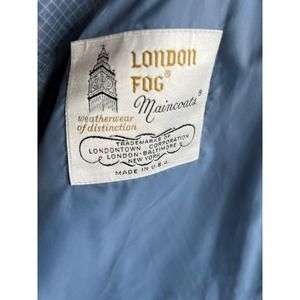 LONDON
FOG®
Maincoats®
weatherwear
of distinction
TRADEMARKS OF
LONDONTOWN CORPORATION
LONDON·BALTIMORE
NEW YORK
MADE IN U.S.A.